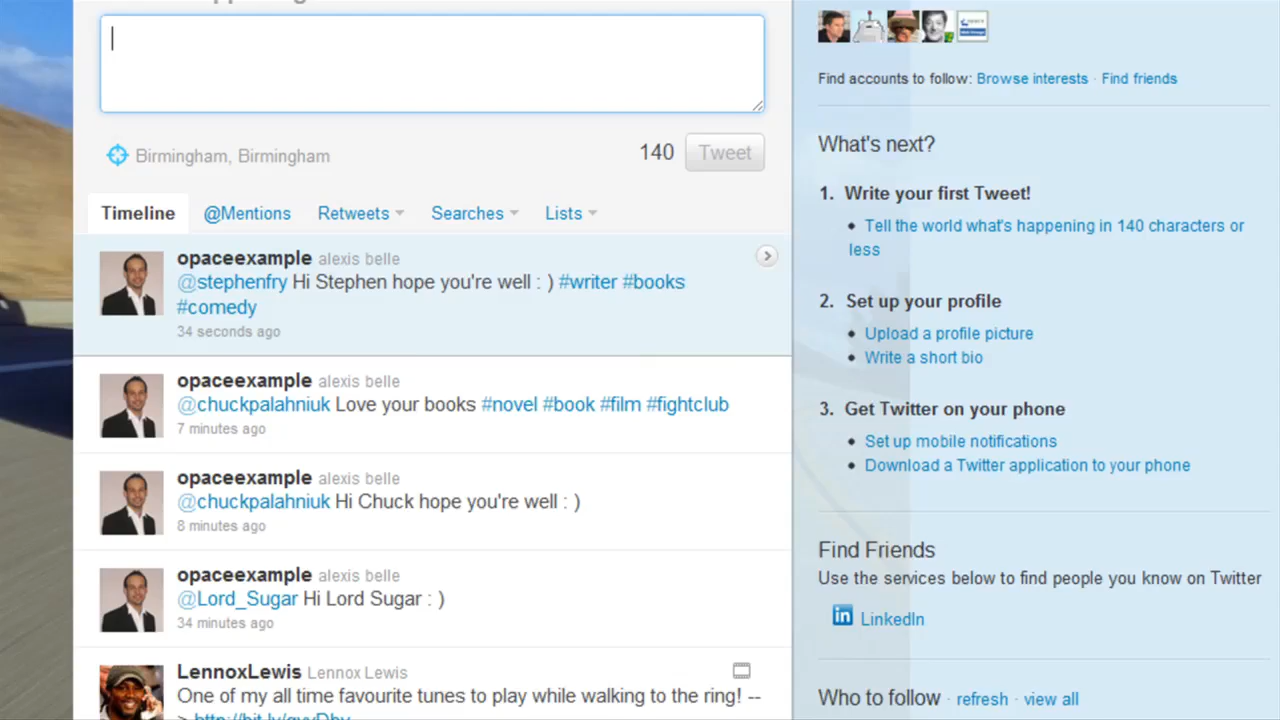 Find accounts to follow: Browse interests · Find friends
What's next?
1. Write your first Tweet!
• Tell the world what's happening in 140 characters or
less
2. Set up your profile
• Upload a profile picture
• Write a short bio
3. Get Twitter on your phone
• Set up mobile notifications
• Download a Twitter application to your phone
Find Friends
Use the services below to find people you know on Twitter
in LinkedIn
Who to follow · refresh · view all
Birmingham, Birmingham
140 Tweet
Timeline @Mentions Retweets Searches Lists
opaceexample alexis belle
@stephenfry Hi Stephen hope you're well : ) #writer #books
#comedy
34 seconds ago
opaceexample alexis belle
@chuckpalahniuk Love your books #novel #book #film #fightclub
7 minutes ago
opaceexample alexis belle
@chuckpalahniuk Hi Chuck hope you're well : )
8 minutes ago
opaceexample alexis belle
@Lord_Sugar Hi Lord Sugar : )
34 minutes ago
LennoxLewis Lennox Lewis
One of my all time favourite tunes to play while walking to the ring! --
>